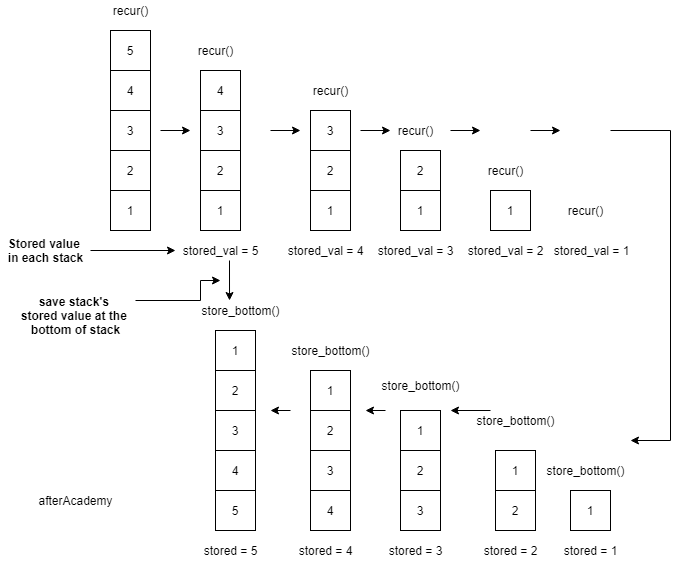 recur()
5
4
3
2
1
recur()
4
3
2
1
recur()
3
2
1
recur()
2
1
recur()
1
recur()
Stored value
in each stack
stored_val = 5
stored_val = 4
stored_val = 3
stored_val = 2
stored_val = 1
save stack's
stored value at the
bottom of stack
store_bottom()
1
2
3
4
5
store_bottom()
1
2
3
4
store_bottom()
1
2
3
store_bottom()
1
2
store_bottom()
1
afterAcademy
stored = 5
stored = 4
stored = 3
stored = 2
stored = 1